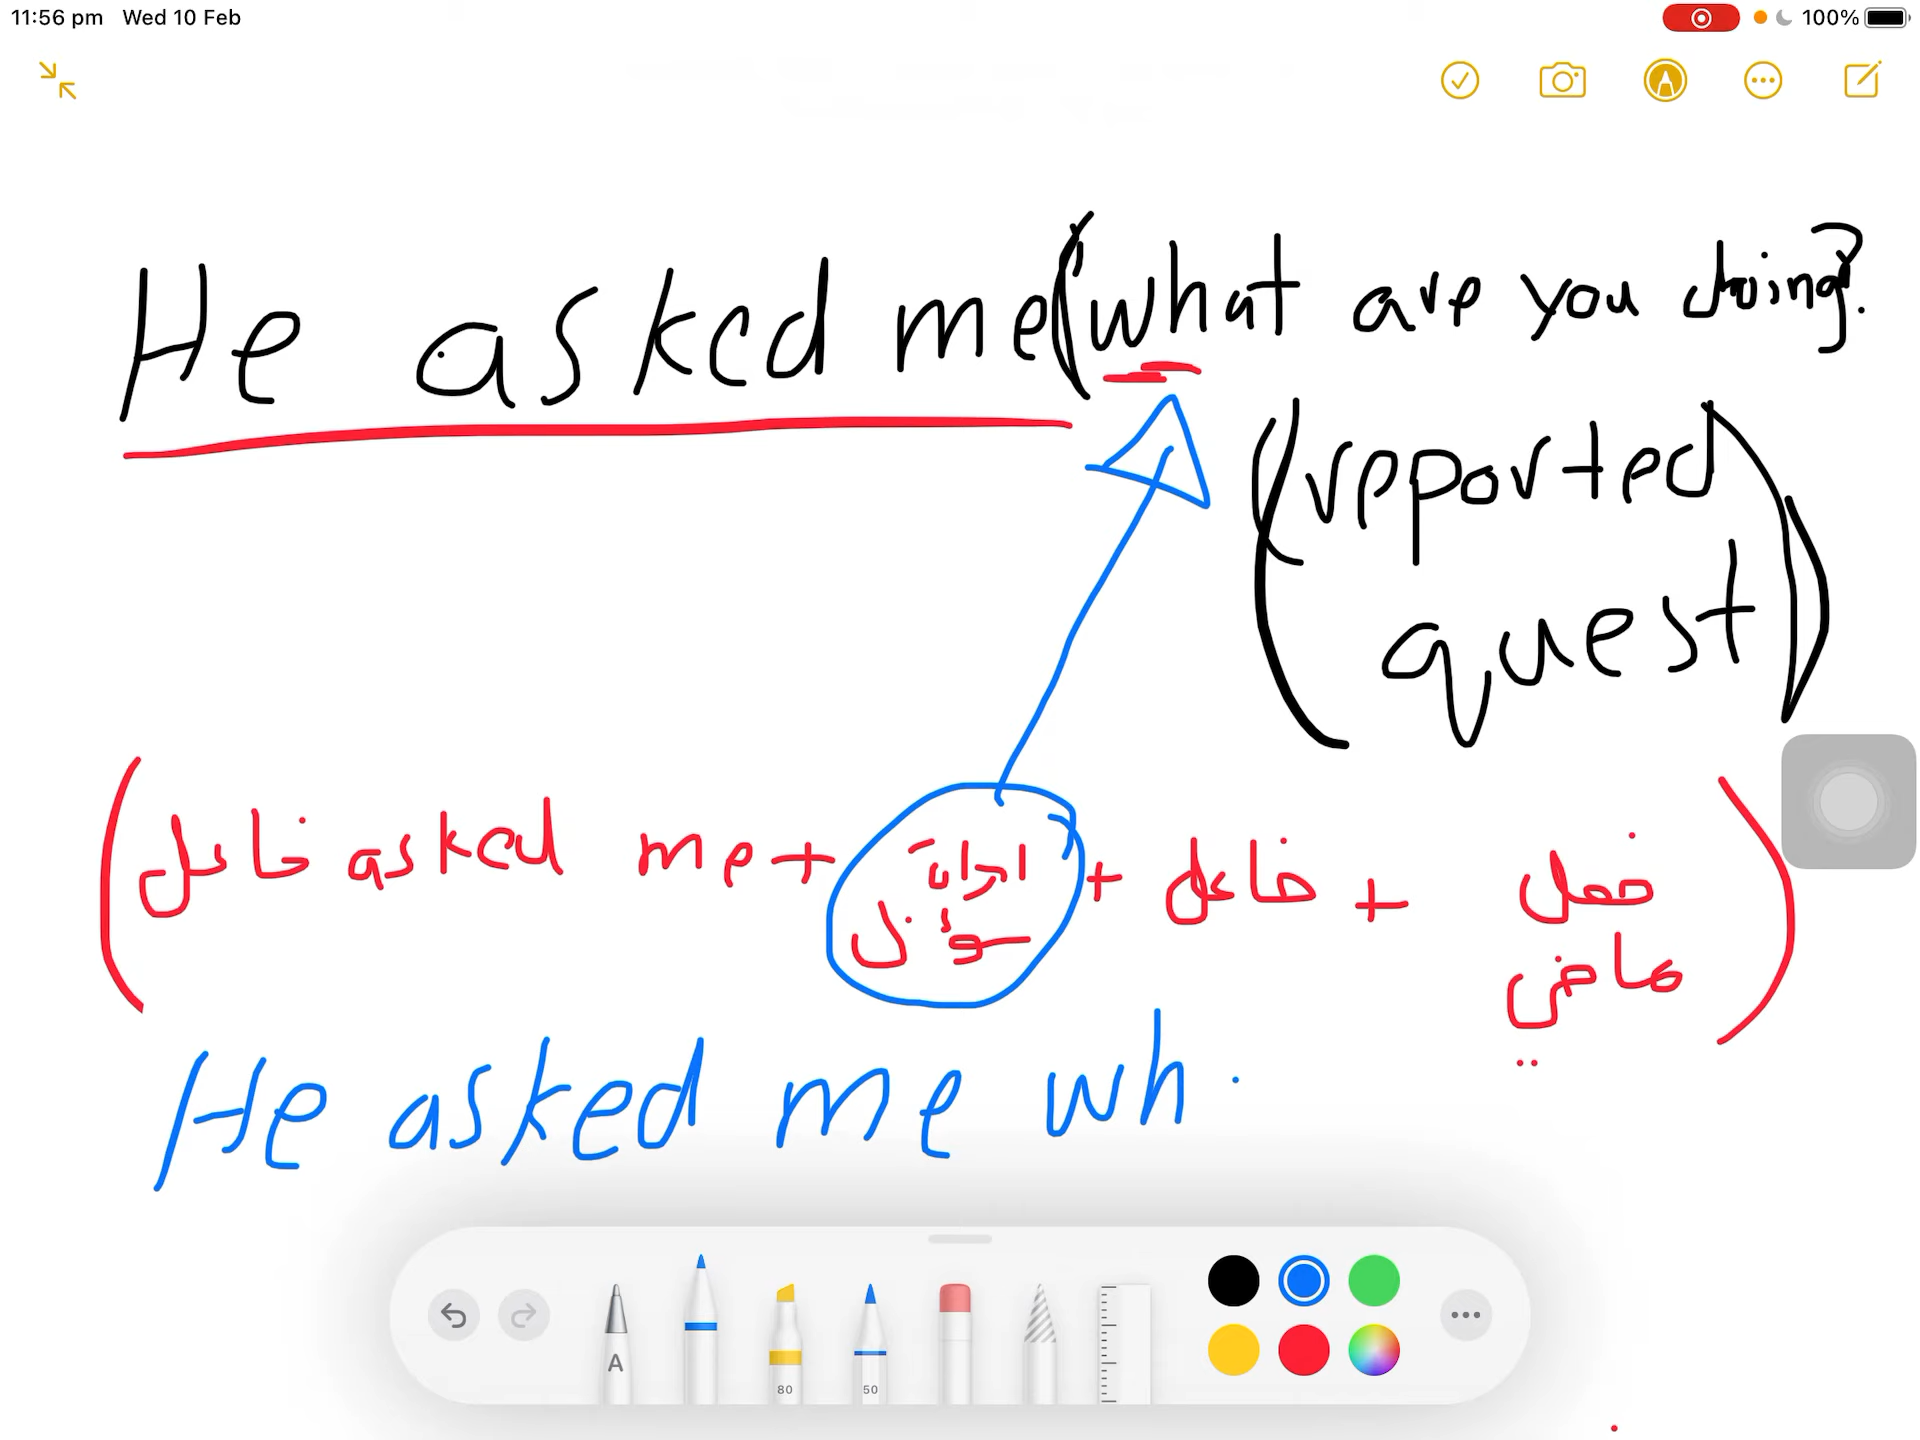 11:56 pm Wed 10 Feb 100%
He asked me (what are you doing?
(reported
quest)
(فاعل asked me + اداة + فاعل + فعل
سؤال ماضي)
He asked me wh
A 80 50